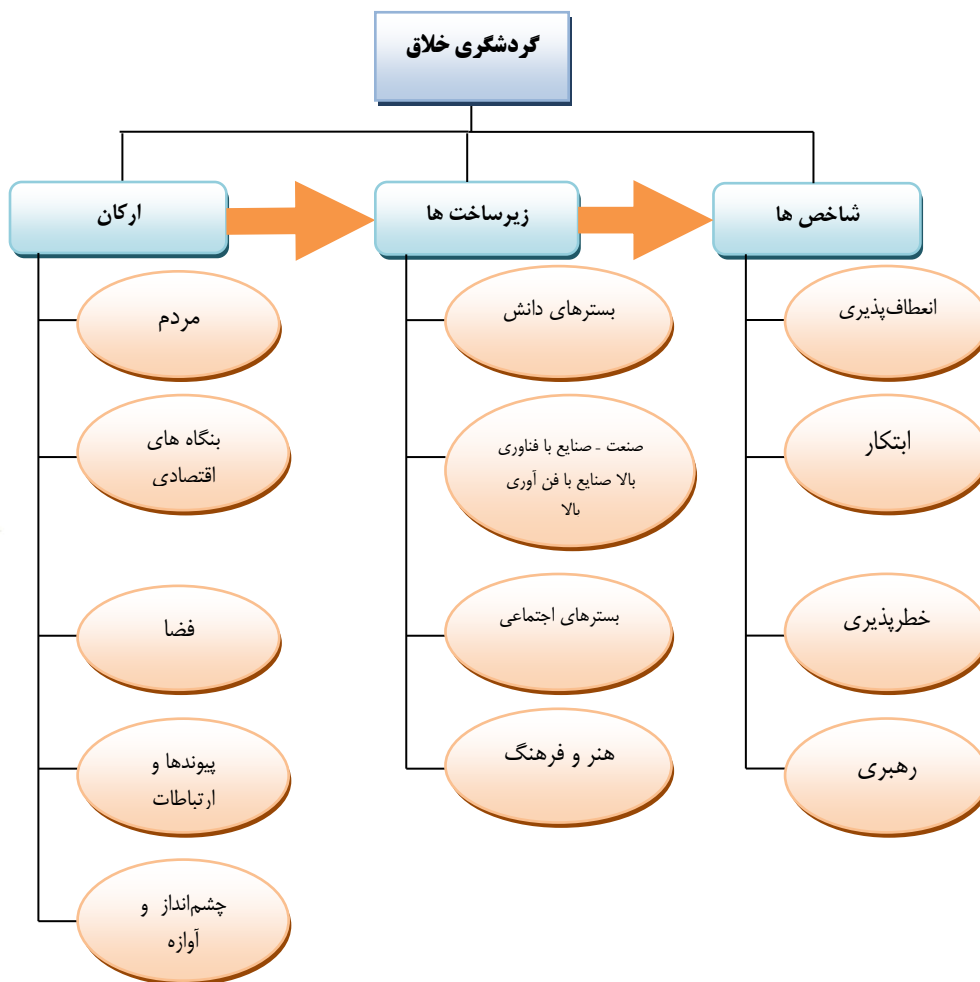 گردشگری خلاق
شاخص ها
زیرساخت ها
ارکان
انعطاف‌پذیری
ابتکار
خطرپذیری
رهبری
بسترهای دانش
صنعت - صنایع با فناوری
بالا صنایع با فن آوری
بالا
بسترهای اجتماعی
هنر و فرهنگ
مردم
بنگاه های
اقتصادی
فضا
پیوندها و
ارتباطات
چشم‌انداز و
آوازه